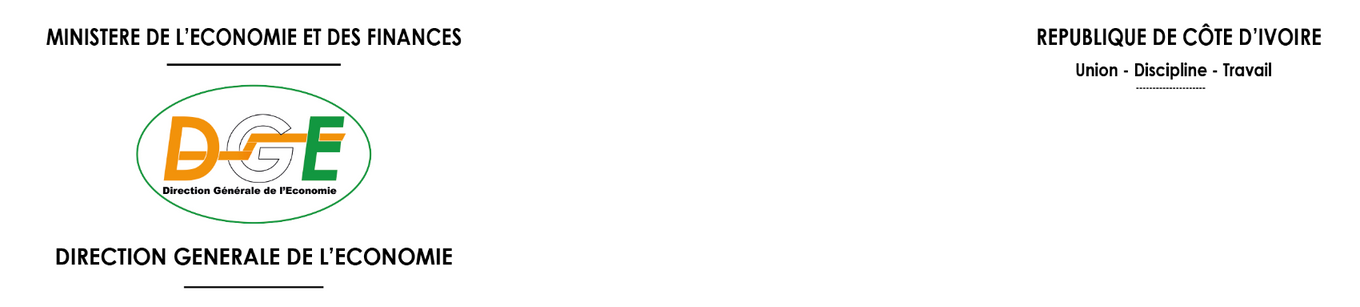 MINISTERE DE L’ECONOMIE ET DES FINANCES
REPUBLIQUE DE CÔTE D’IVOIRE
Union - Discipline - Travail
DGE
Direction Générale de l’Economie
DIRECTION GENERALE DE L’ECONOMIE